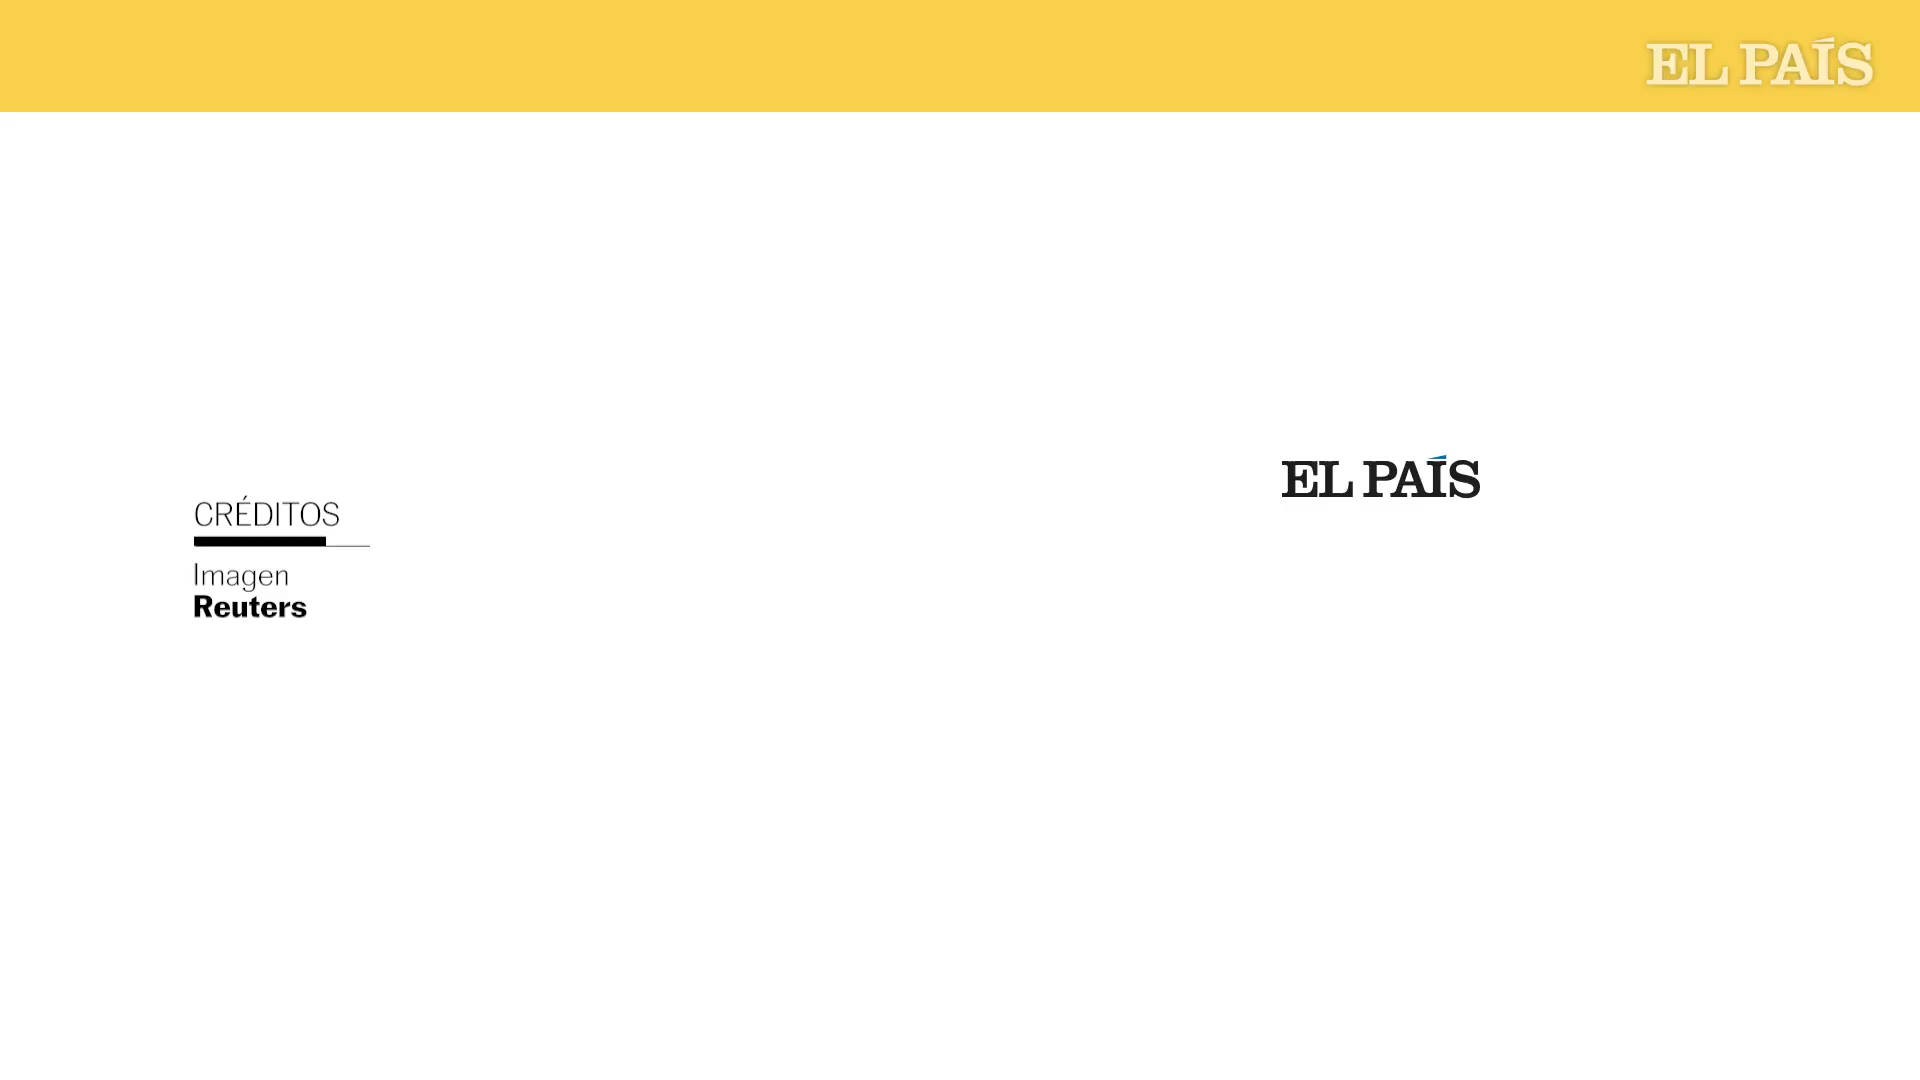 EL PAÍS
EL PAÍS
CRÉDITOS
Imagen
Reuters